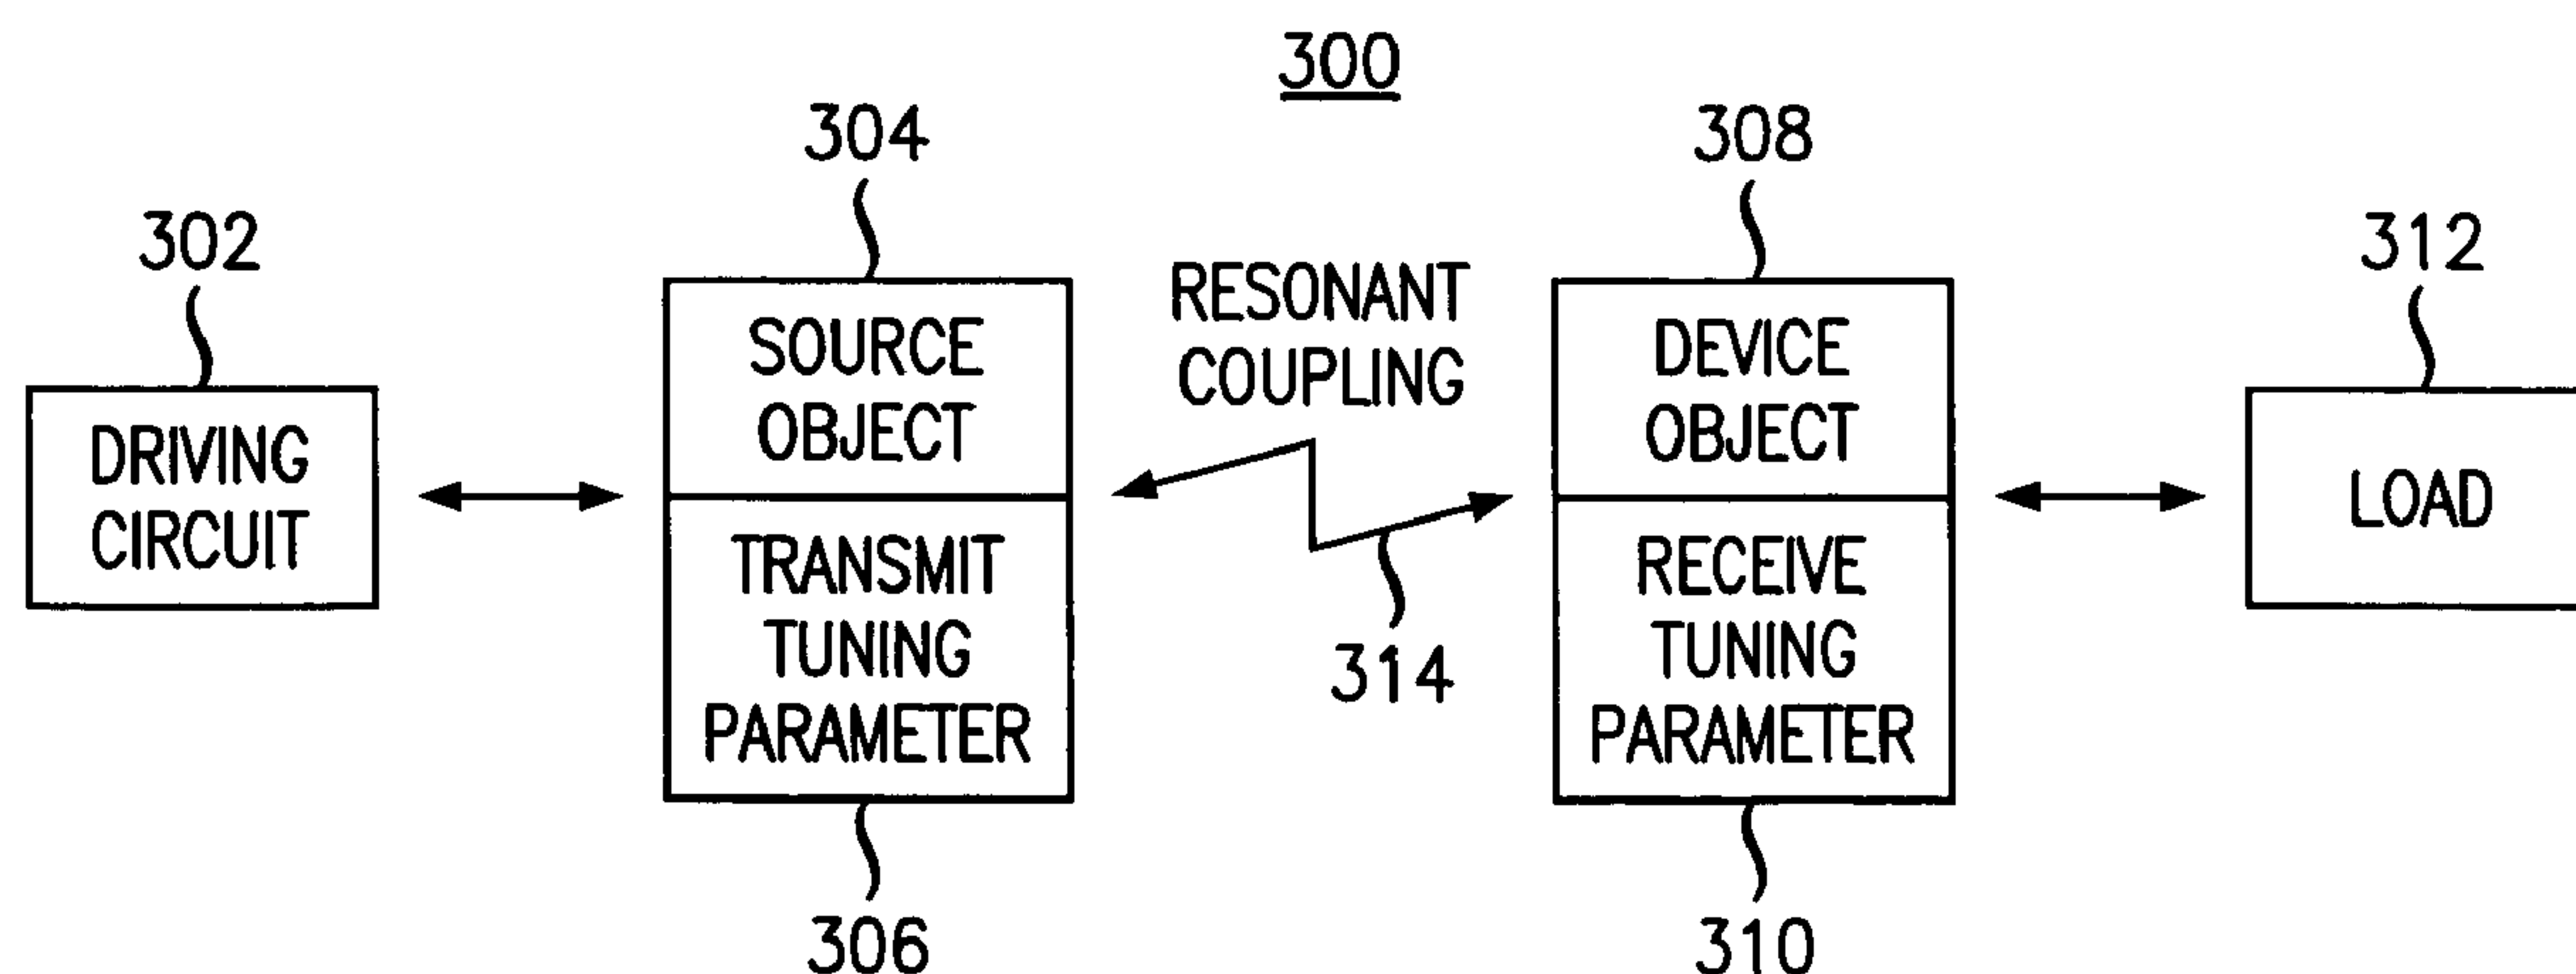 300
304
308
302
312
RESONANT
COUPLING
SOURCE
OBJECT
DEVICE
OBJECT
DRIVING
CIRCUIT
LOAD
TRANSMIT
TUNING
PARAMETER
RECEIVE
TUNING
PARAMETER
314
306
310